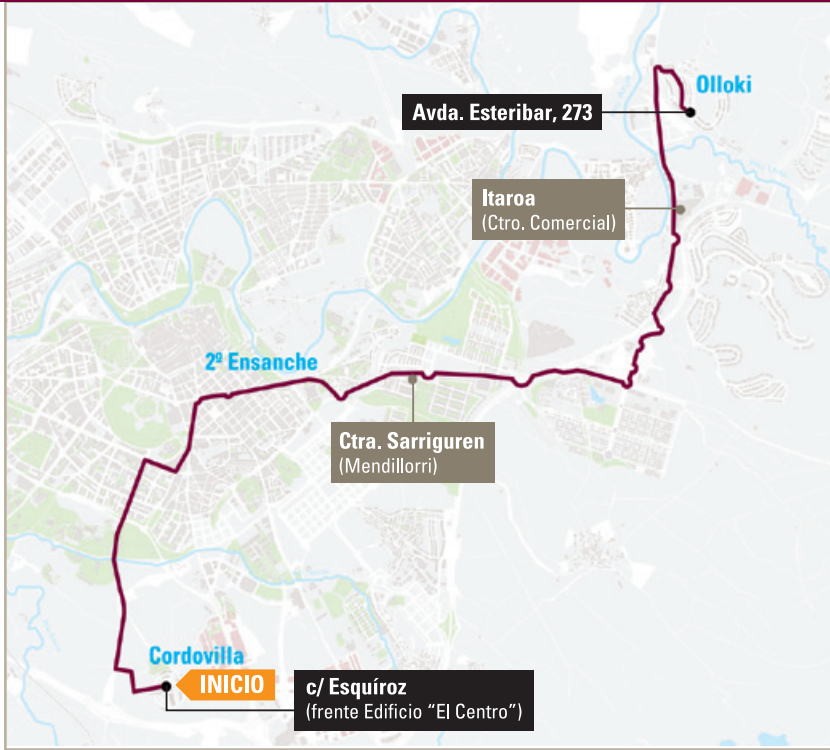 Olloki
Avda. Esteribar, 273
Itaroa
(Ctro. Comercial)
2º Ensanche
Ctra. Sarriguren
(Mendillorri)
Cordovilla
INICIO
c/ Esquíroz
(frente Edificio “El Centro”)